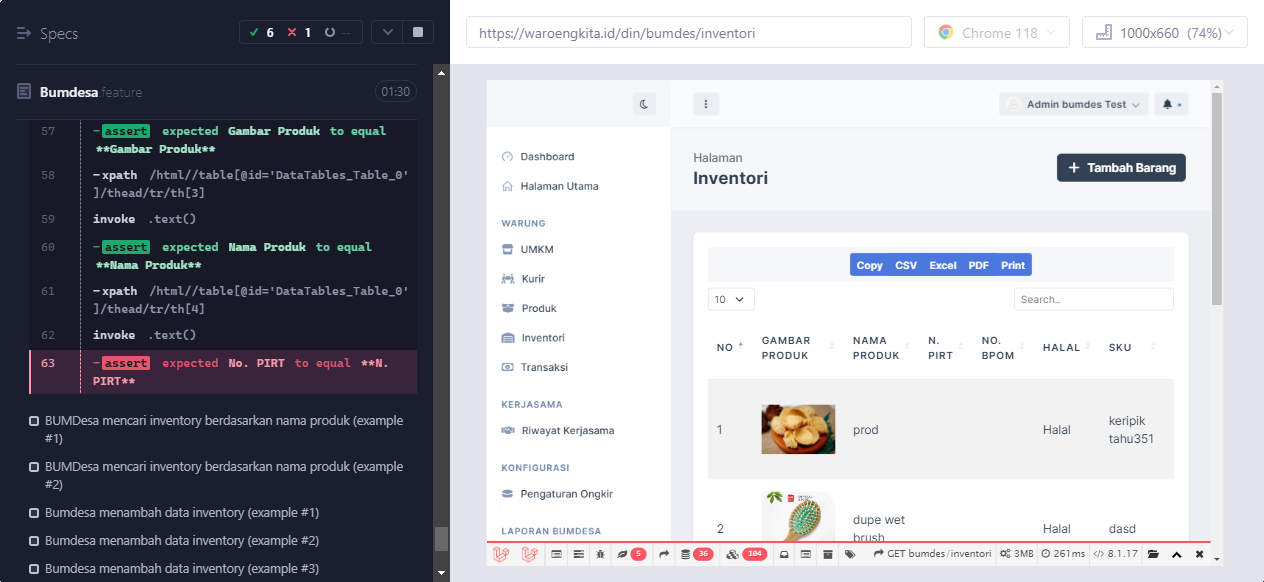 Specs
6
1
--
https://waroengkita.id/din/bumdes/inventori
Chrome 118
1000x660 (74%)
Bumdesa.feature
01:30
57 -assert expected Gambar Produk to equal
**Gambar Produk**
58 -xpath /html//table[@id='DataTables_Table_0'
]/thead/tr/th[3]
59 invoke .text()
60 -assert expected Nama Produk to equal
**Nama Produk**
61 -xpath /html//table[@id='DataTables_Table_0'
]/thead/tr/th[4]
62 invoke .text()
63 -assert expected No. PIRT to equal **N.
PIRT**
BUMDesa mencari inventory berdasarkan nama produk (example
#1)
BUMDesa mencari inventory berdasarkan nama produk (example
#2)
Bumdesa menambah data inventory (example #1)
Bumdesa menambah data inventory (example #2)
Bumdesa menambah data inventory (example #3)
Dashboard
Halaman Utama
WARUNG
UMKM
Kurir
Produk
Inventori
Transaksi
KERJASAMA
Riwayat Kerjasama
KONFIGURASI
Pengaturan Ongkir
LAPORAN BUMDESA
Admin bumdes Test
Halaman
Inventori
+ Tambah Barang
Copy CSV Excel PDF Print
10
Search..
NO
GAMBAR
PRODUK
NAMA
PRODUK
N.
PIRT
NO.
BPOM
HALAL
SKU
1
prod
Halal
keripik
tahu351
2
dupe wet
brush
Halal
dasd
5
36
184
GET bumdes/inventori
3MB
261ms
8.1.17